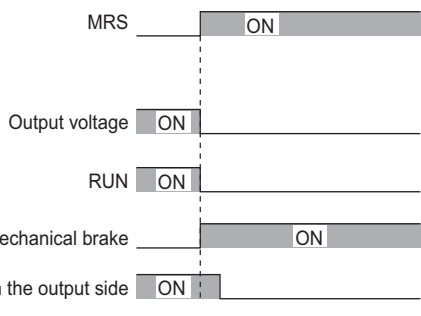 MRS ON
Output voltage ON
RUN ON
echanical brake ON
the output side ON